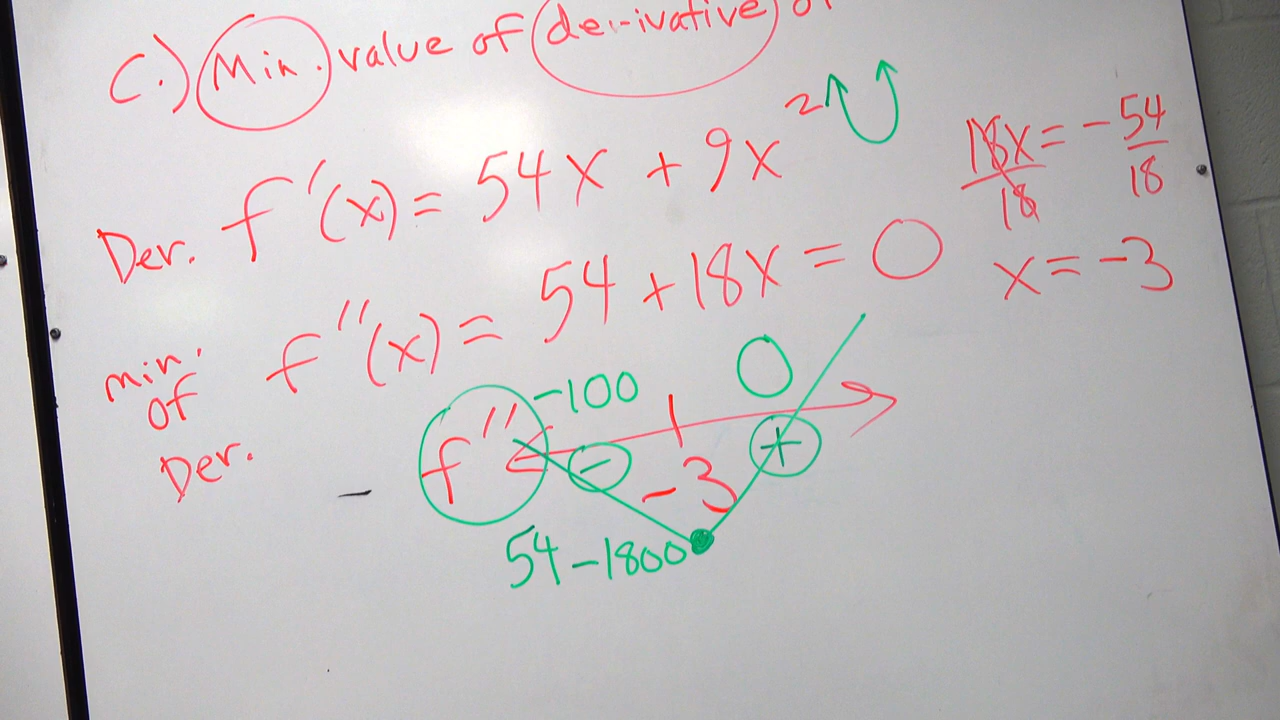 C.) Min. value of derivative of
Der. f'(x) = 54x + 9x²
18x = -54
18 18
x = -3
min. of Der. f''(x) = 54 + 18x = 0
f'' -100 0
- -3 +
54-1800